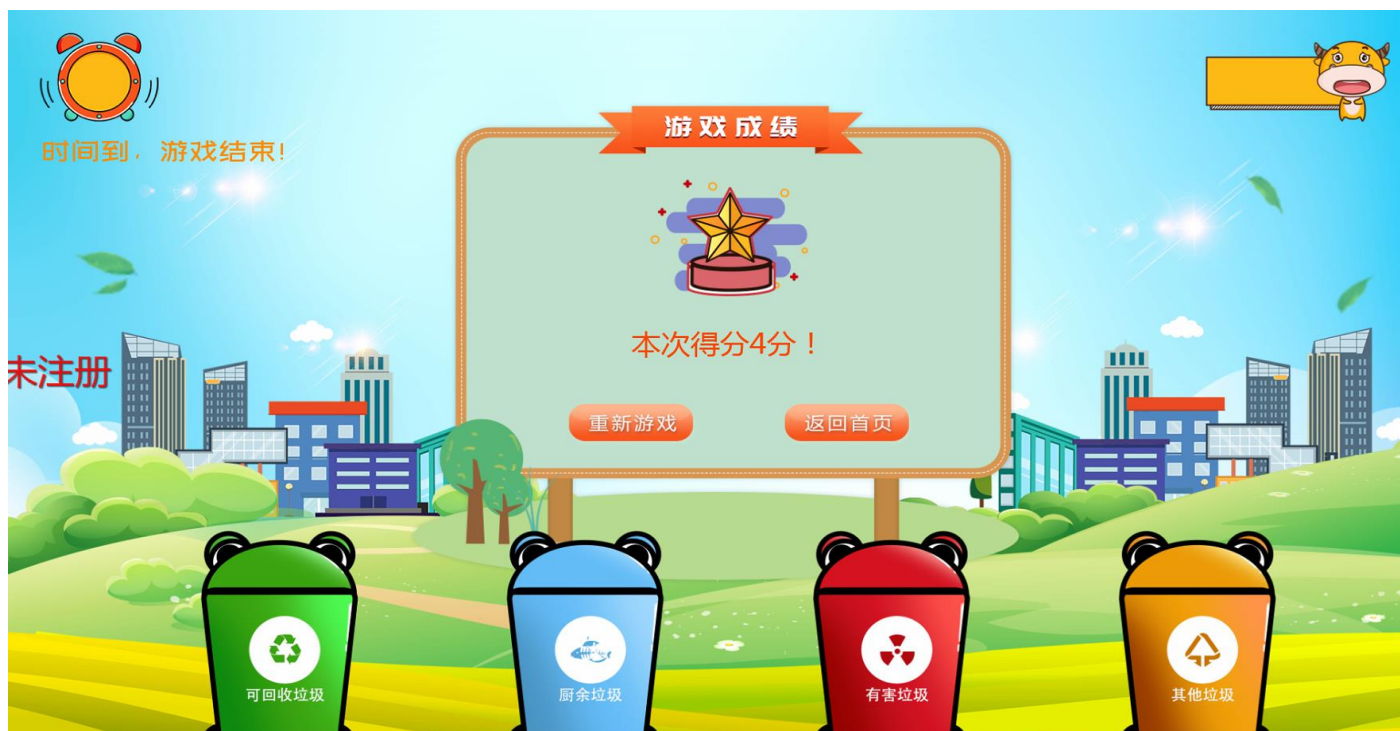 游戏成绩
时间到，游戏结束!
本次得分4分！
未注册
重新游戏
返回首页
可回收垃圾
厨余垃圾
有害垃圾
其他垃圾